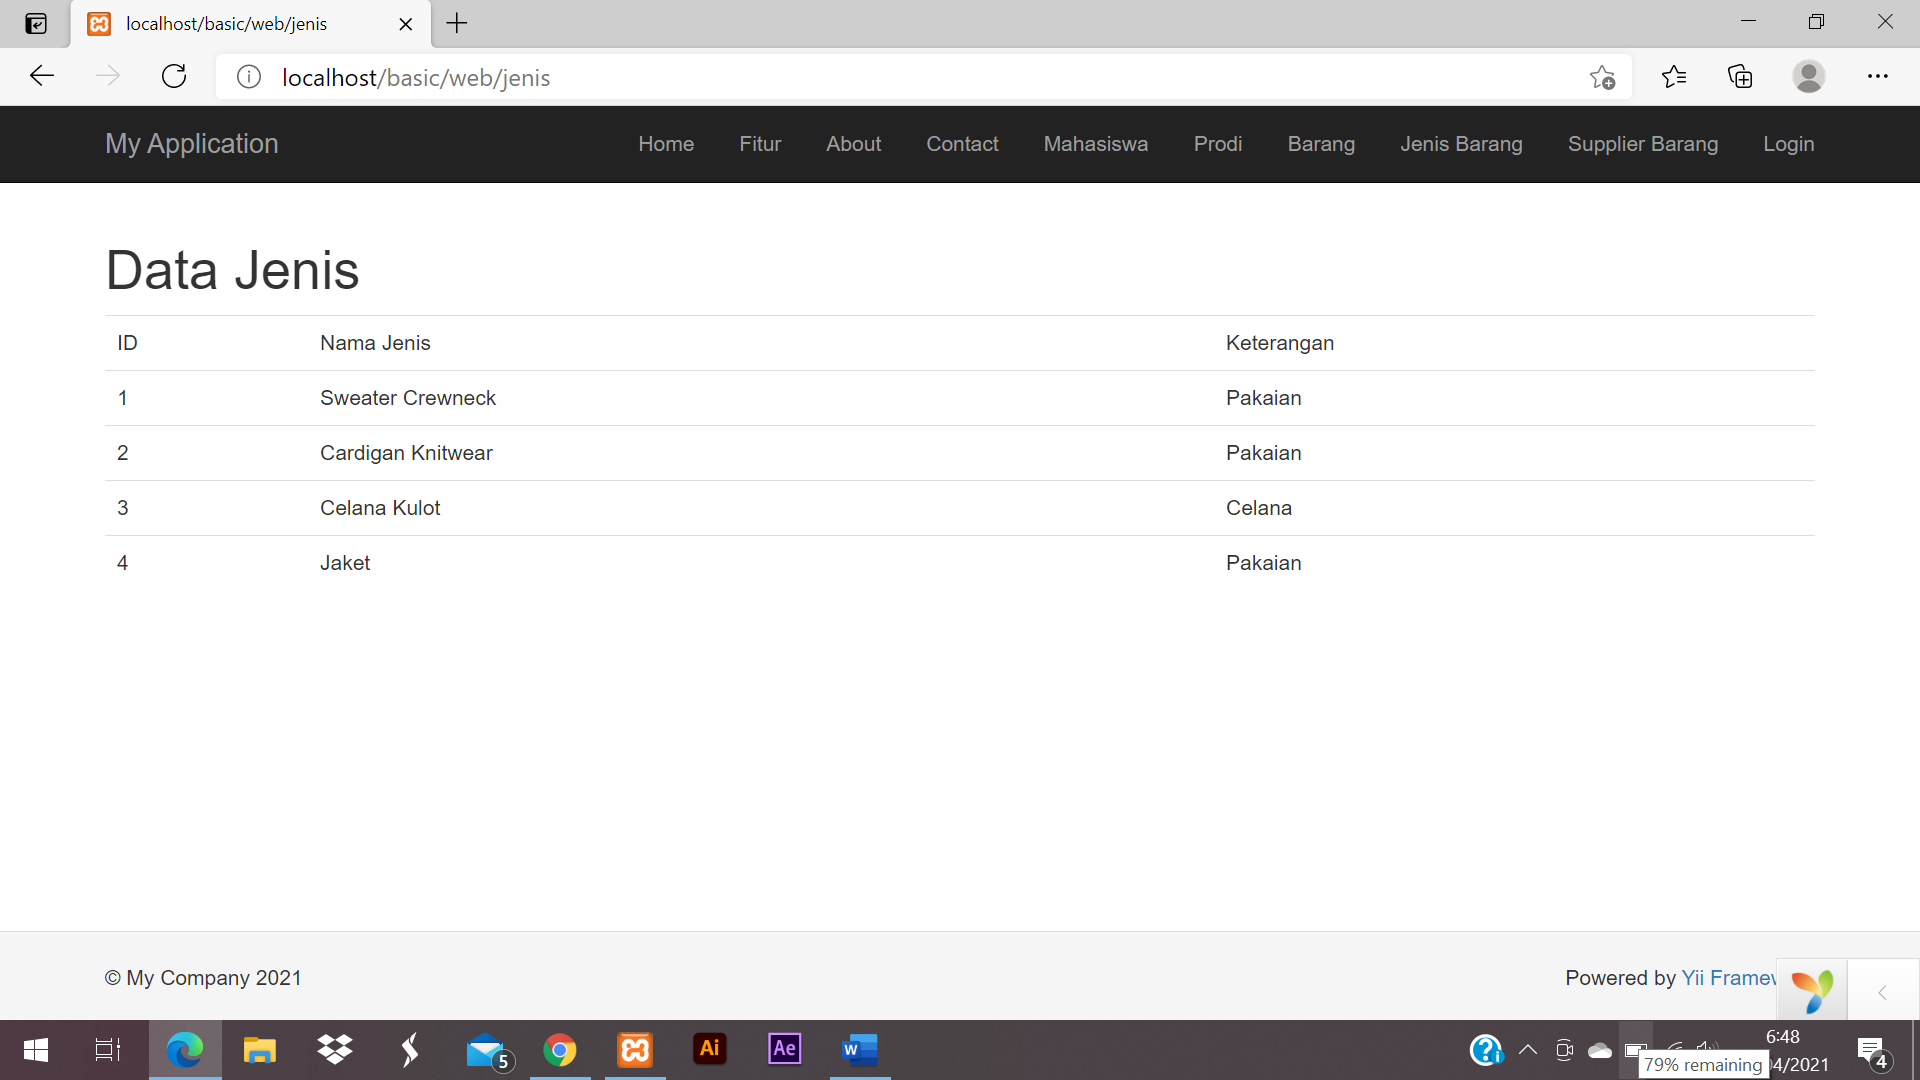 localhost/basic/web/jenis
localhost/basic/web/jenis
My Application Home Fitur About Contact Mahasiswa Prodi Barang Jenis Barang Supplier Barang Login
Data Jenis
ID Nama Jenis Keterangan
1 Sweater Crewneck Pakaian
2 Cardigan Knitwear Pakaian
3 Celana Kulot Celana
4 Jaket Pakaian
© My Company 2021 Powered by Yii
5 Ai Ae W 6:48
79% remaining 4/2021 4